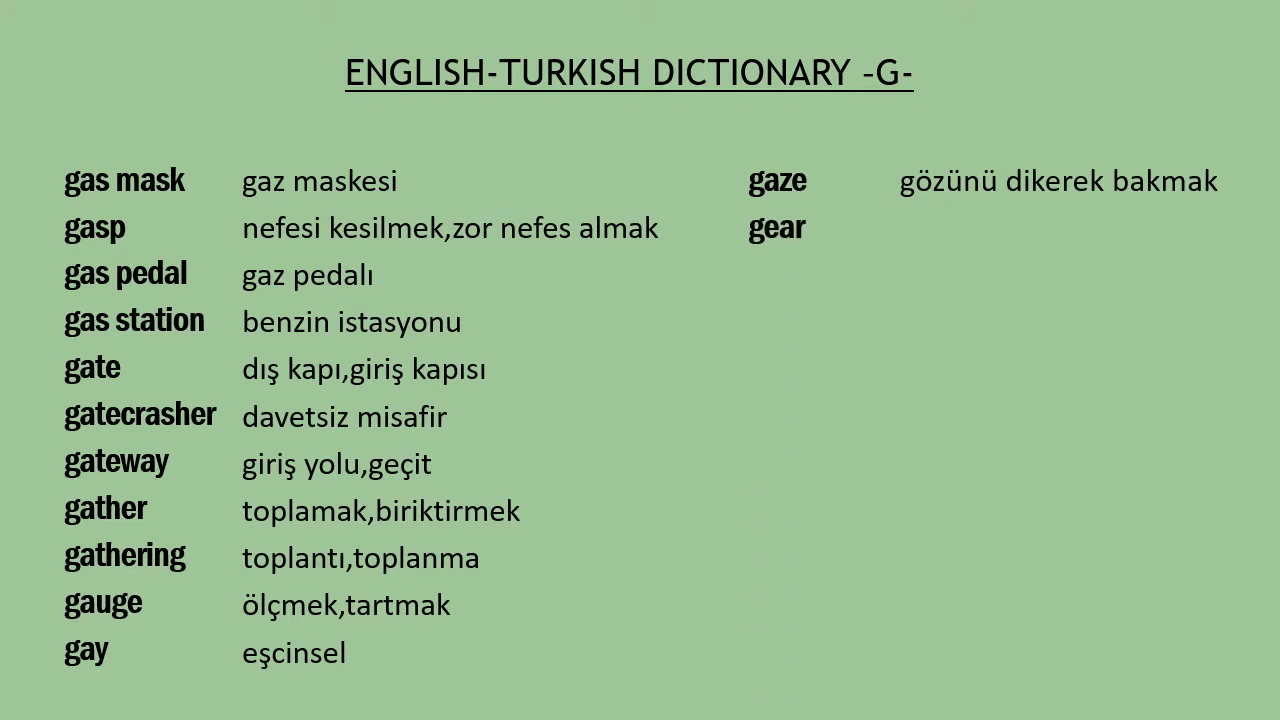 ENGLISH-TURKISH DICTIONARY –G-
gas mask gaz maskesi
gasp nefesi kesilmek,zor nefes almak
gas pedal gaz pedalı
gas station benzin istasyonu
gate dış kapı,giriş kapısı
gatecrasher davetsiz misafir
gateway giriş yolu,geçit
gather toplamak,biriktirmek
gathering toplantı,toplanma
gauge ölçmek,tartmak
gay eşcinsel
gaze gözünü dikerek bakmak
gear